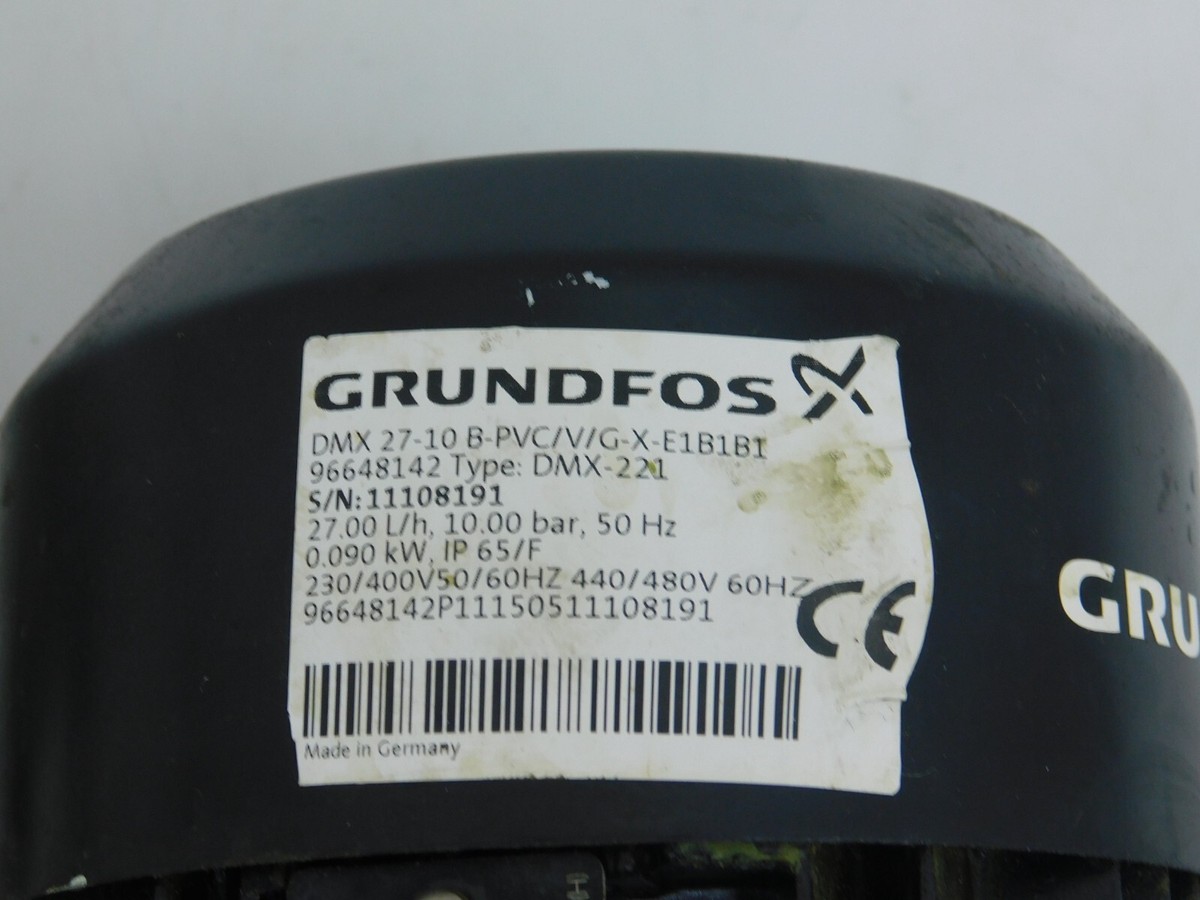 GRUNDFOS
DMX 27-10 B-PVC/V/G-X-E1B1B1
96648142 Type: DMX-221
S/N:11108191
27.00 L/h, 10.00 bar, 50 Hz
0.090 kW, IP 65/F
230/400V50/60HZ 440/480V 60HZ
96648142P11150511108191
CE
Made in Germany
GRU